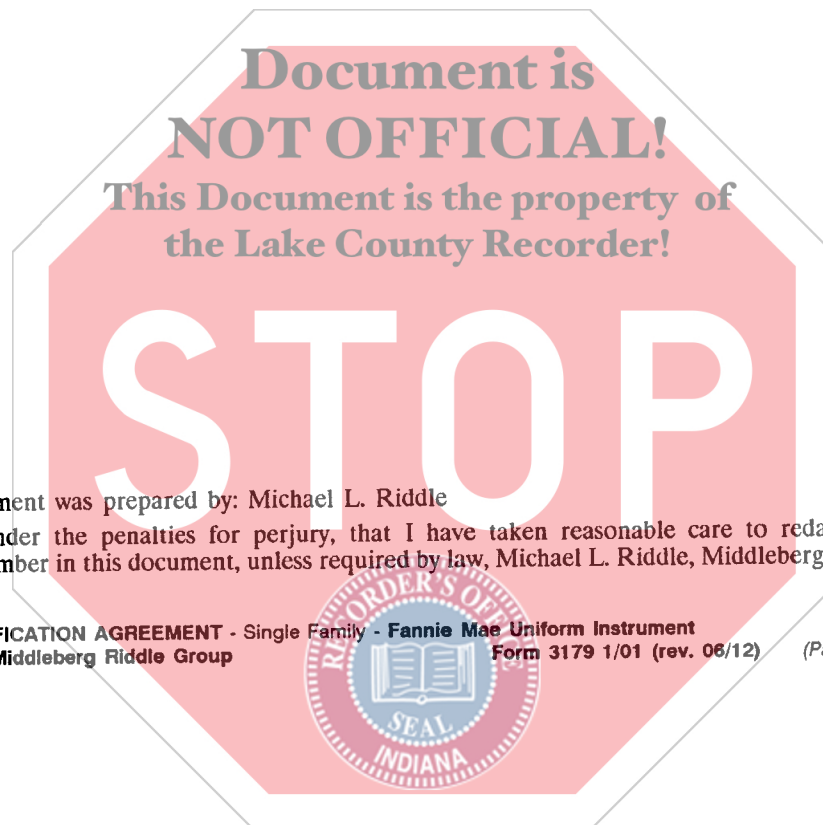 Document is
NOT OFFICIAL!
This Document is the property of
the Lake County Recorder!
STOP
ment was prepared by: Michael L. Riddle
nder the penalties for perjury, that I have taken reasonable care to reda
mber in this document, unless required by law, Michael L. Riddle, Middleberg
FICATION AGREEMENT - Single Family - Fannie Mae Uniform Instrument
Middleberg Riddle Group Form 3179 1/01 (rev. 06/12) (Pa
RECORDER'S OFFICE
SEAL
INDIANA